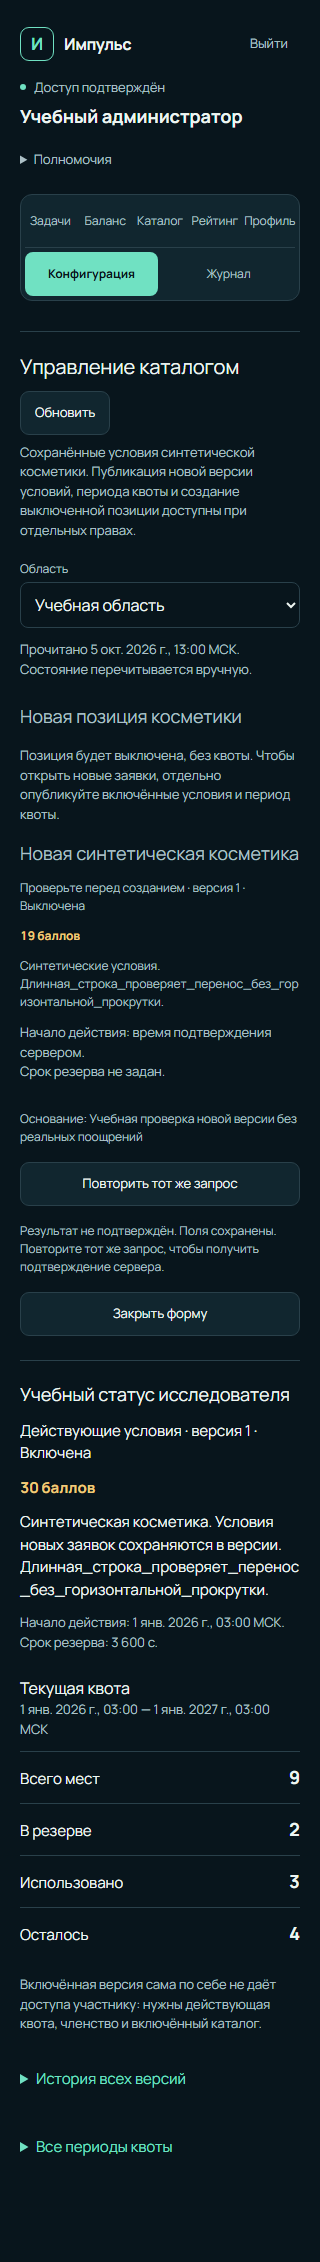 И Импульс Выйти
Доступ подтверждён
Учебный администратор
Полномочия
Задачи Баланс Каталог Рейтинг Профиль
Конфигурация Журнал
Управление каталогом
Обновить
Сохранённые условия синтетической
косметики. Публикация новой версии
условий, периода квоты и создание
выключенной позиции доступны при
отдельных правах.
Область
Учебная область
Прочитано 5 окт. 2026 г., 13:00 МСК.
Состояние перечитывается вручную.
Новая позиция косметики
Позиция будет выключена, без квоты. Чтобы
открыть новые заявки, отдельно
опубликуйте включённые условия и период
квоты.
Новая синтетическая косметика
Проверьте перед созданием · версия 1 ·
Выключена
19 баллов
Синтетические условия.
Длинная_строка_проверяет_перенос_без_гор
изонтальной_прокрутки.
Начало действия: время подтверждения
сервером.
Срок резерва не задан.
Основание: Учебная проверка новой версии без
реальных поощрений
Повторить тот же запрос
Результат не подтверждён. Поля сохранены.
Повторите тот же запрос, чтобы получить
подтверждение сервера.
Закрыть форму
Учебный статус исследователя
Действующие условия · версия 1 ·
Включена
30 баллов
Синтетическая косметика. Условия
новых заявок сохраняются в версии.
Длинная_строка_проверяет_перенос
_без_горизонтальной_прокрутки.
Начало действия: 1 янв. 2026 г., 03:00 МСК.
Срок резерва: 3 600 с.
Текущая квота
1 янв. 2026 г., 03:00 — 1 янв. 2027 г., 03:00
МСК
Всего мест 9
В резерве 2
Использовано 3
Осталось 4
Включённая версия сама по себе не даёт
доступа участнику: нужны действующая
квота, членство и включённый каталог.
История всех версий
Все периоды квоты